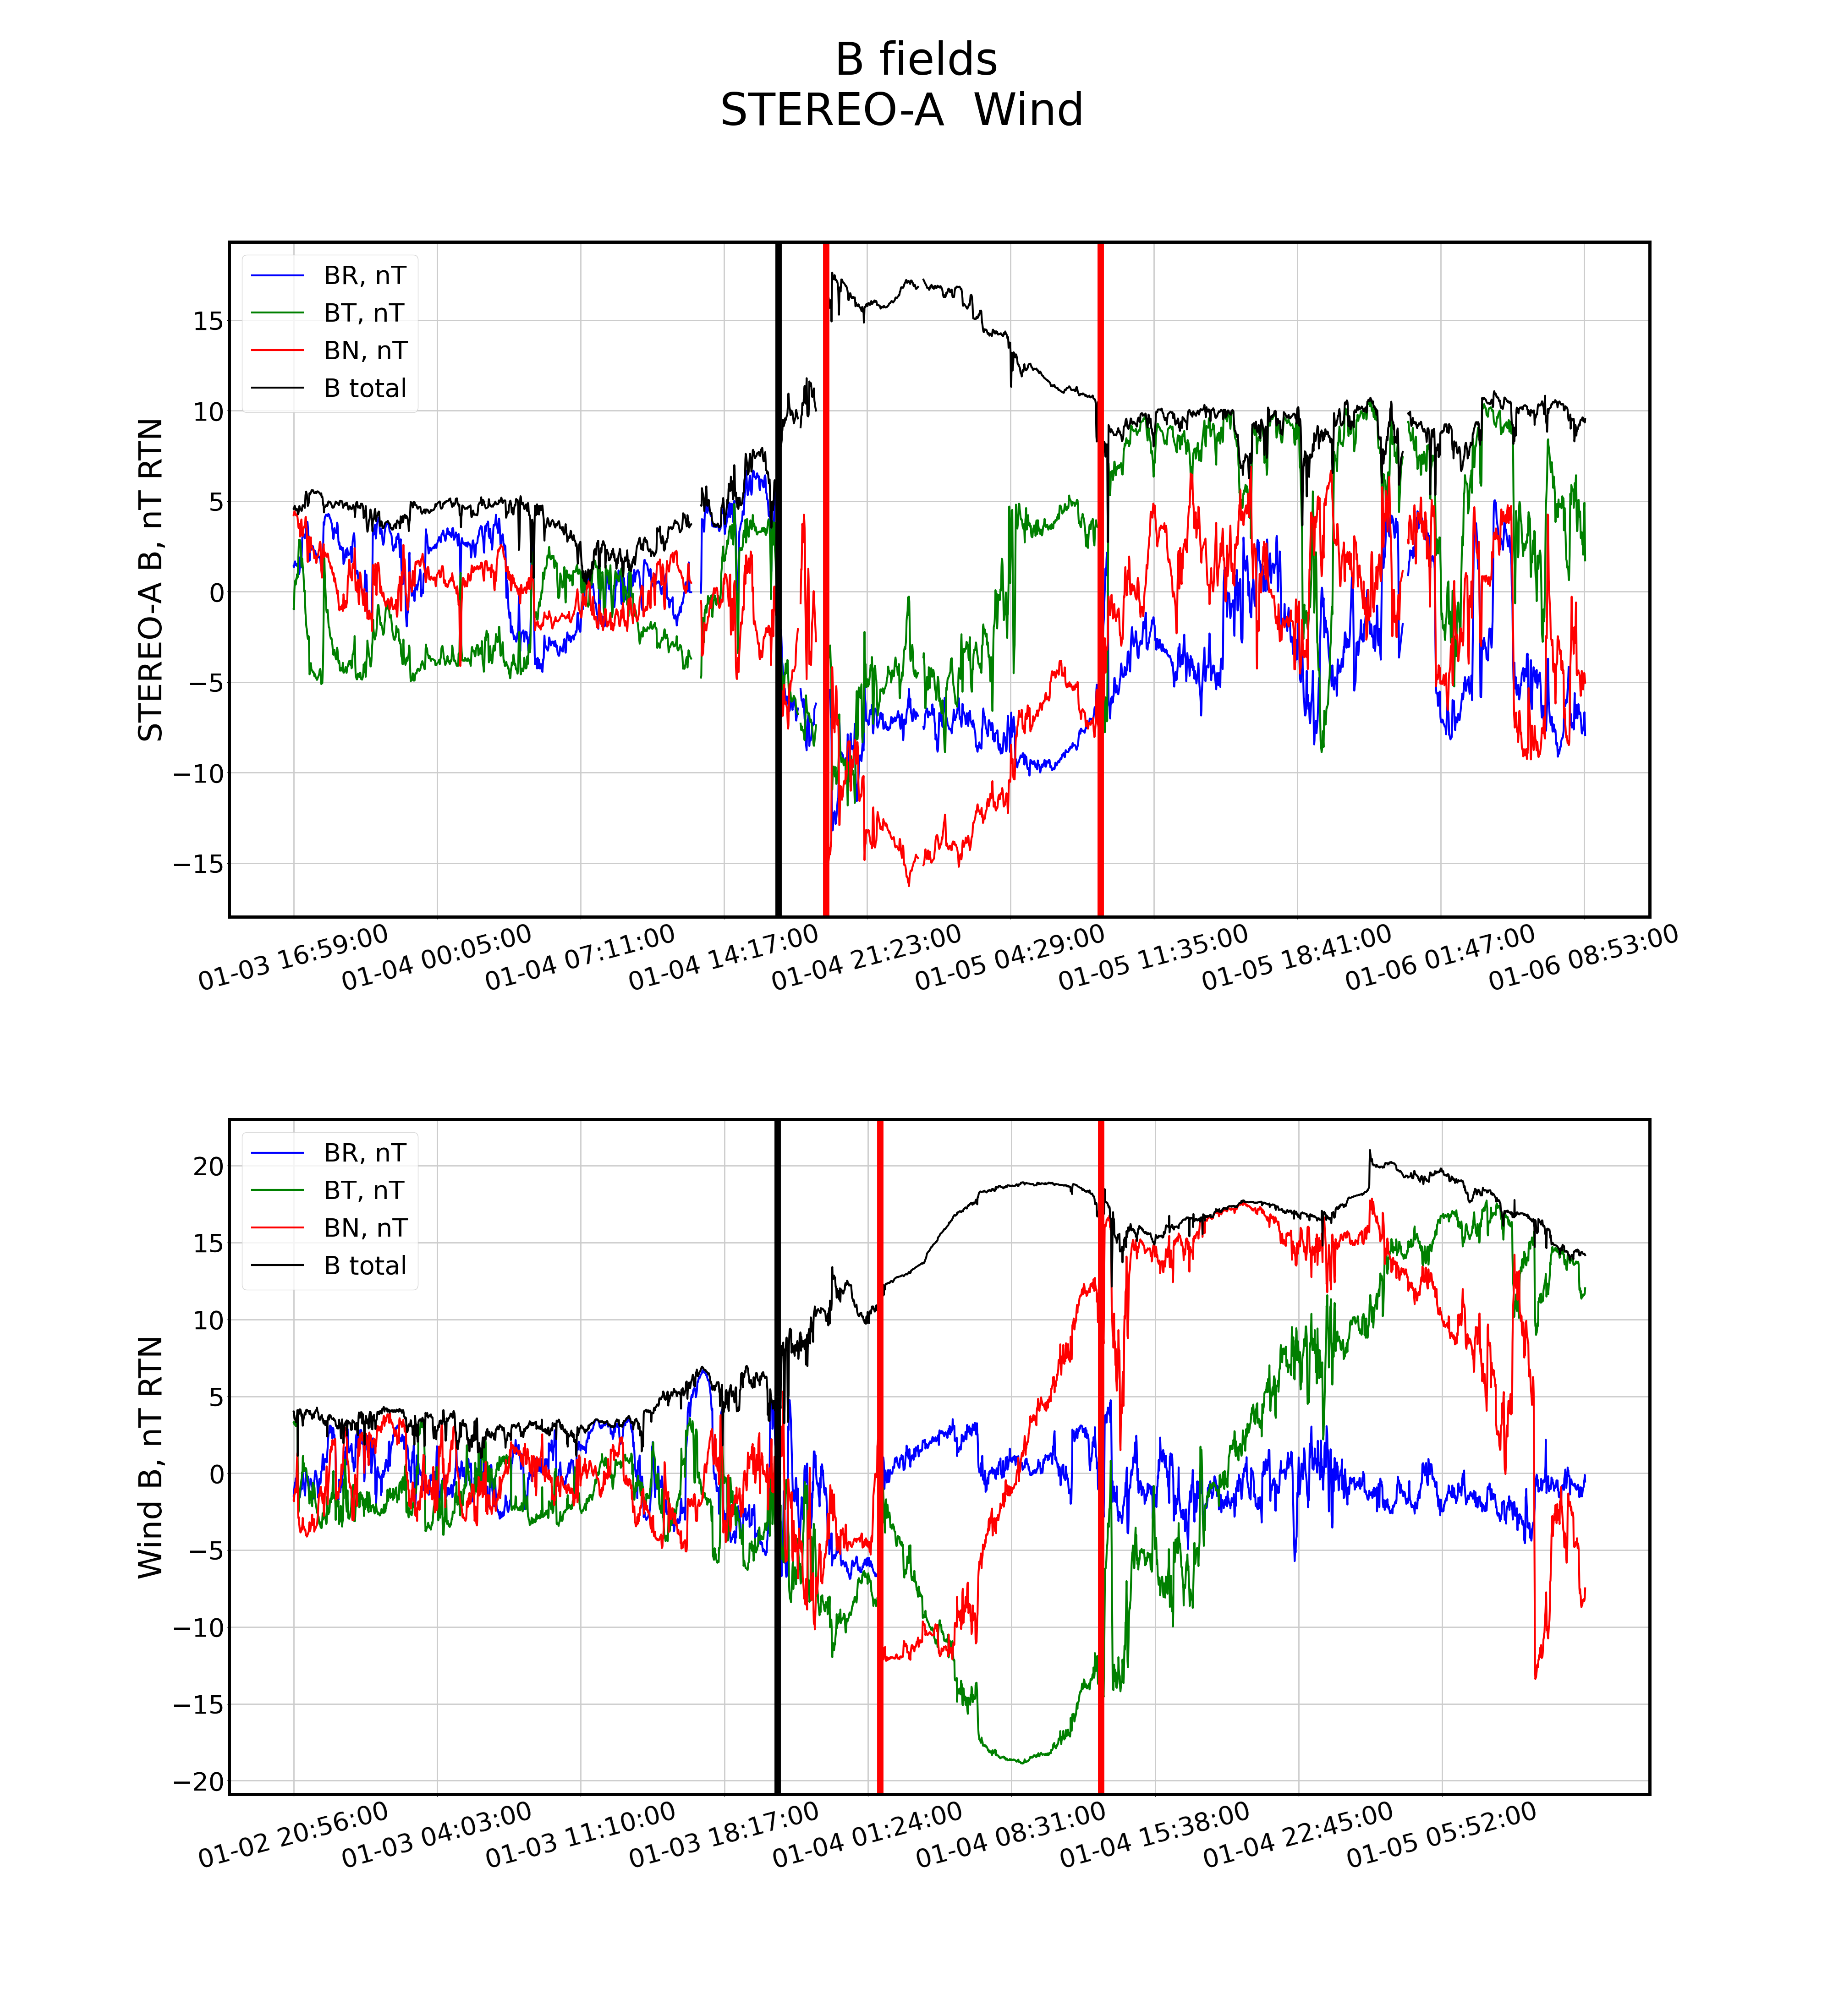 B fields
STEREO-A  Wind
BR, nT
BT, nT
BN, nT
B total
STEREO-A B, nT RTN
15
10
5
0
−5
−10
−15
01-03 16:59:00
01-04 00:05:00
01-04 07:11:00
01-04 14:17:00
01-04 21:23:00
01-05 04:29:00
01-05 11:35:00
01-05 18:41:00
01-06 01:47:00
01-06 08:53:00
BR, nT
BT, nT
BN, nT
B total
Wind B, nT RTN
20
15
10
5
0
−5
−10
−15
−20
01-02 20:56:00
01-03 04:03:00
01-03 11:10:00
01-03 18:17:00
01-04 01:24:00
01-04 08:31:00
01-04 15:38:00
01-04 22:45:00
01-05 05:52:00